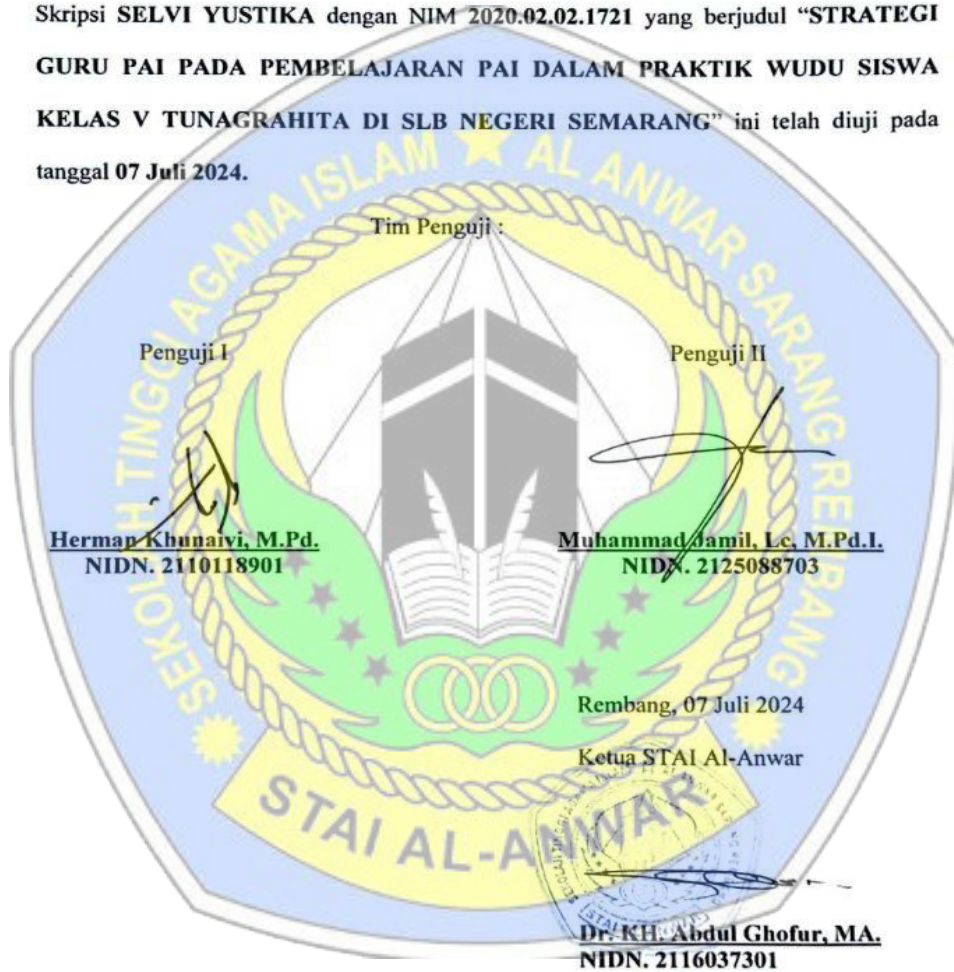 Skripsi SELVI YUSTIKA dengan NIM 2020.02.02.1721 yang berjudul “STRATEGI
GURU PAI PADA PEMBELAJARAN PAI DALAM PRAKTIK WUDU SISWA
KELAS V TUNAGRAHITA DI SLB NEGERI SEMARANG” ini telah diuji pada
tanggal 07 Juli 2024.
SEKOLAH TINGGI AGAMA ISLAM AL ANWAR SARANG REMBANG
Tim Penguji :
Penguji I
Penguji II
Herman Khunaivi, M.Pd.
NIDN. 2110118901
Muhammad Jamil, Lc, M.Pd.I.
NIDN. 2125088703
Rembang, 07 Juli 2024
Ketua STAI Al-Anwar
STAI AL-ANWAR
Dr. KH. Abdul Ghofur, MA.
NIDN. 2116037301